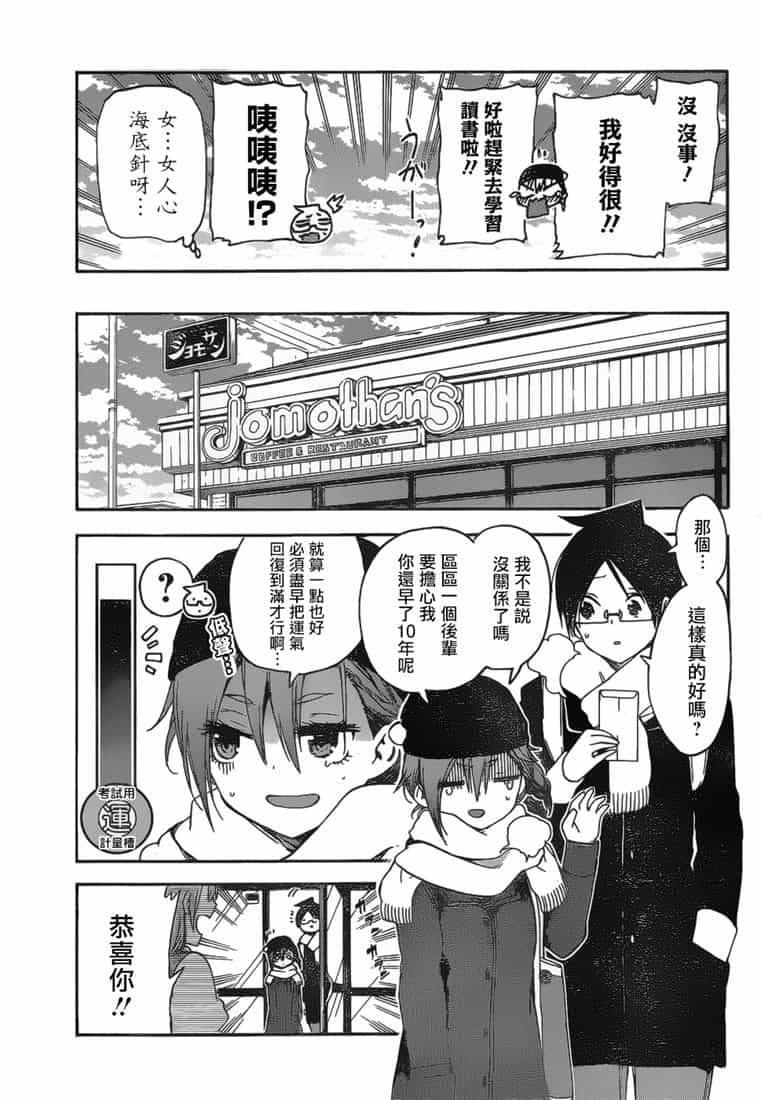 沒 沒事！
我好得很!!
好啦趕緊去學習
讀書啦!!
うがーっ！
咦咦咦!?
女…女人心
海底針呀…
ジョモサン
jomothan's
COFFEE & RESTAURANT
那個…
這樣真的好嗎？
我不是說
沒關係了嗎
區區一個後輩
要擔心我
你還早了10年呢
就算一點也好
必須盡早把運氣
回復到滿才行啊…
低聲…
？
考試用
運
計量槽
恭喜你!!